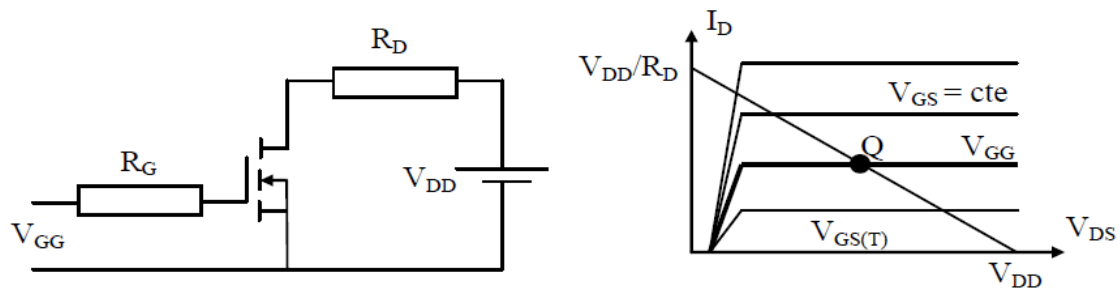 R_D
R_G
V_GG
V_DD
I_D
V_DD/R_D
V_GS = cte
Q
V_GG
V_GS(T)
V_DS
V_DD